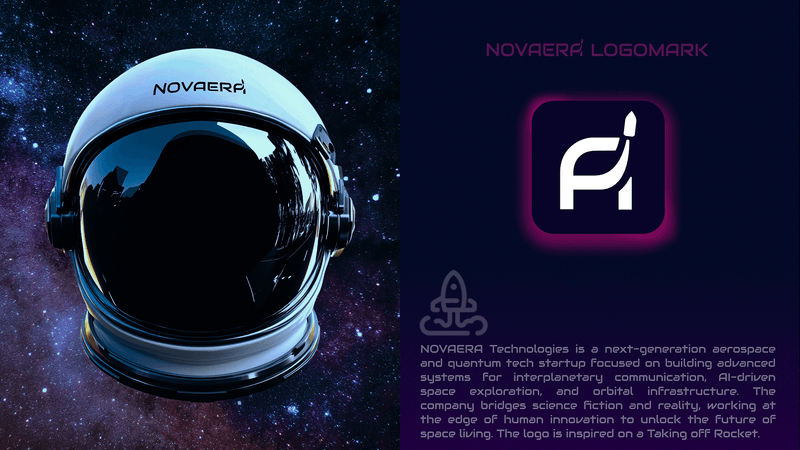 NOVAERA
NOVAERA LOGOMARK
NOVAERA Technologies is a next-generation aerospace
and quantum tech startup focused on building advanced
systems for interplanetary communication, AI-driven
space exploration, and orbital infrastructure. The
company bridges science fiction and reality, working at
the edge of human innovation to unlock the future of
space living. The logo is inspired on a Taking off Rocket.